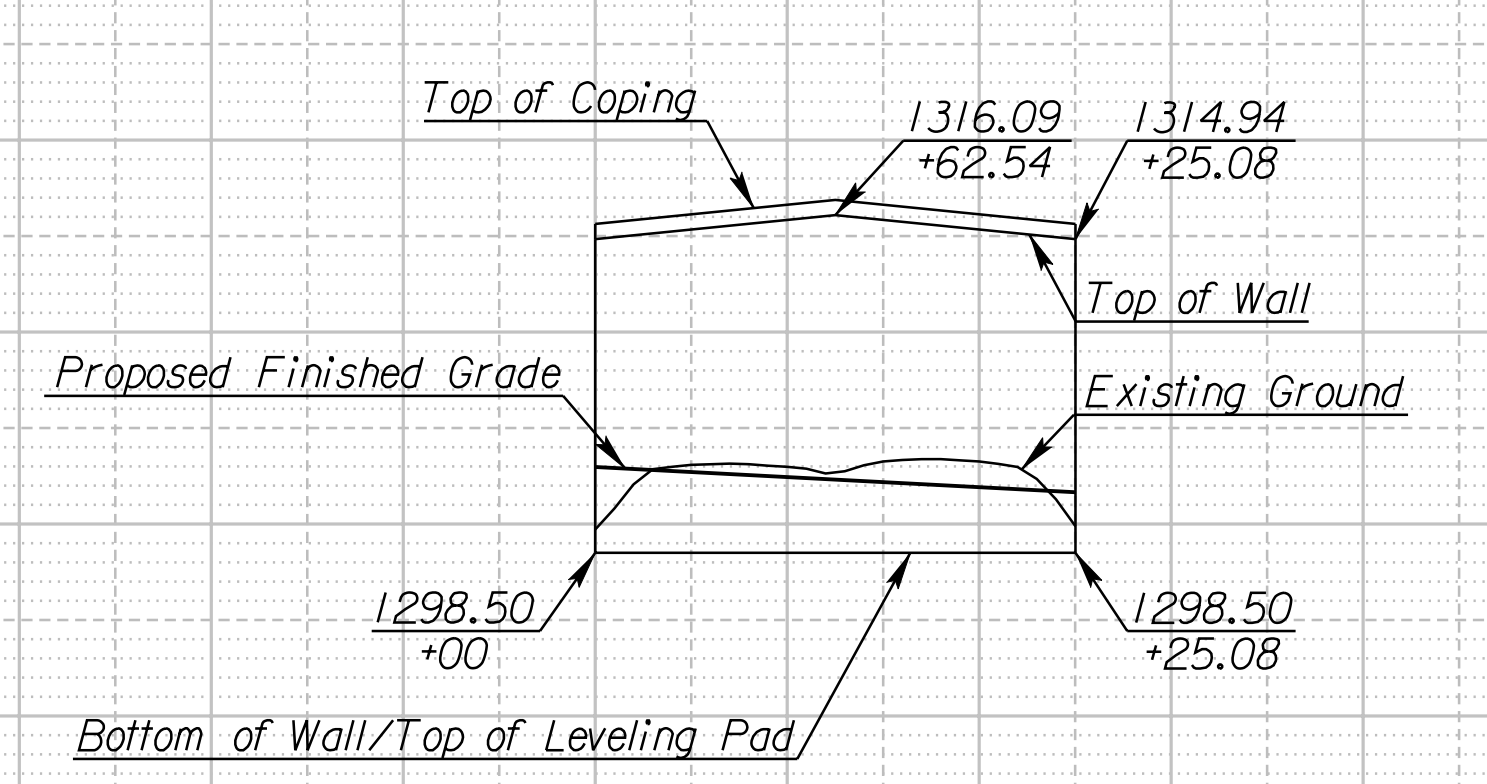 Top of Coping
1316.09
+62.54
1314.94
+25.08
Top of Wall
Proposed Finished Grade
Existing Ground
1298.50
+00
1298.50
+25.08
Bottom of Wall/Top of Leveling Pad